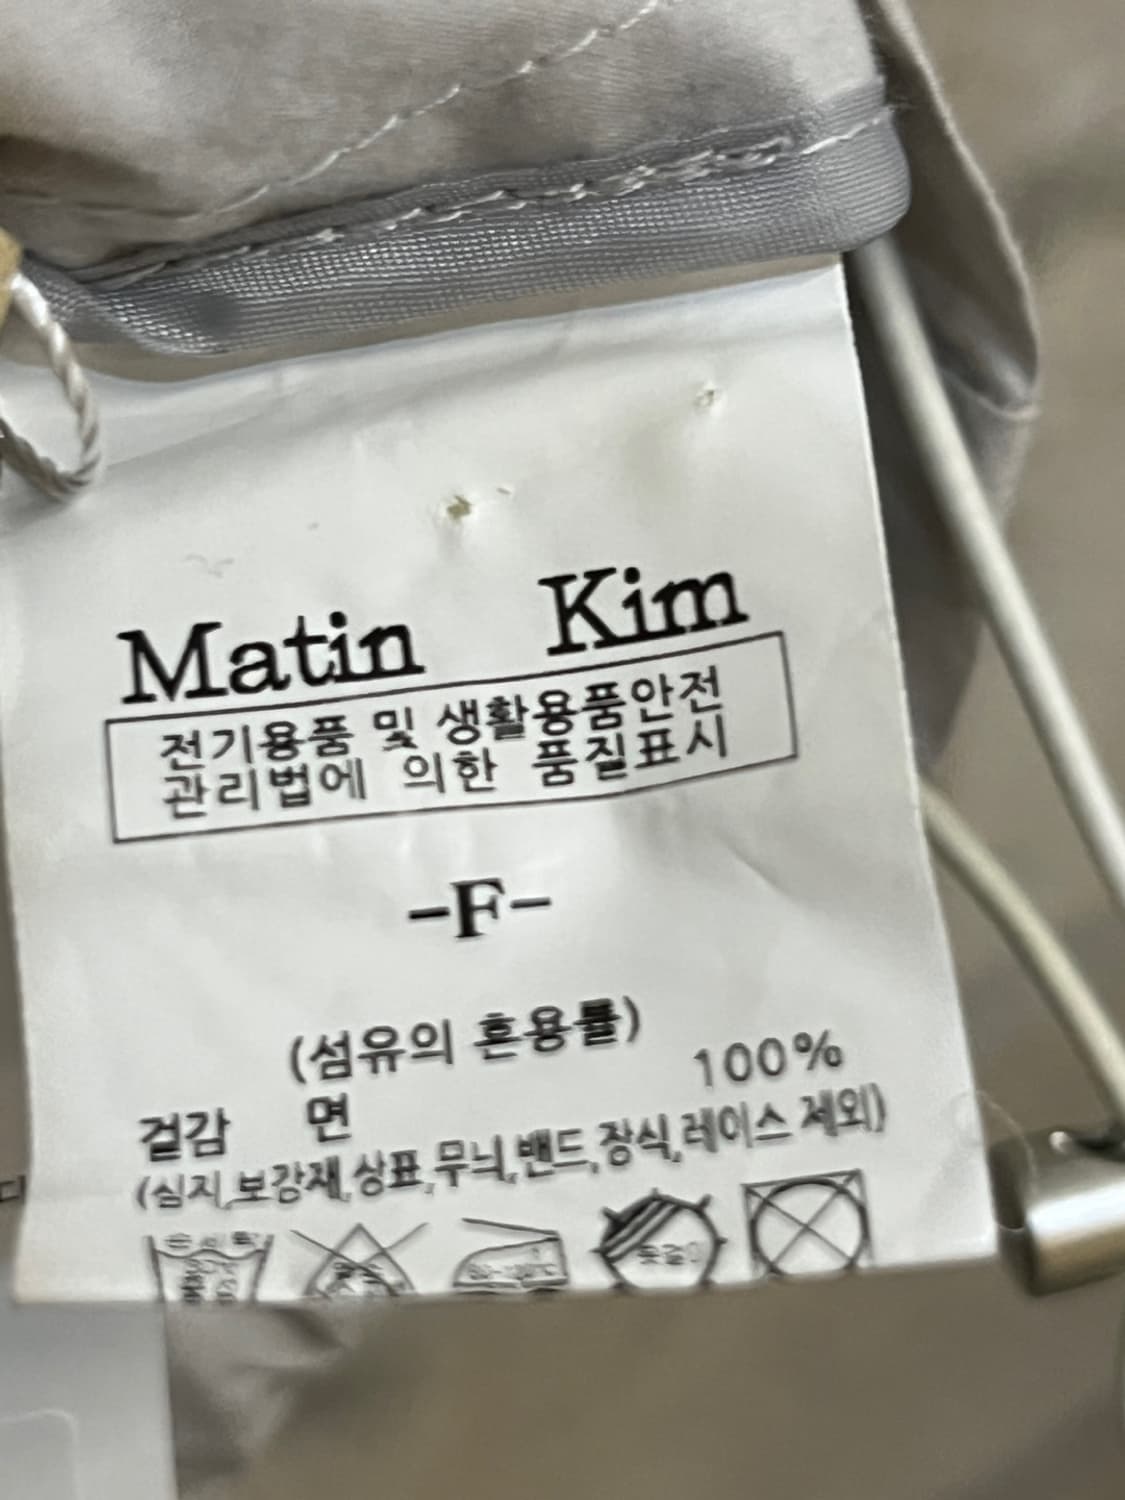 Matin Kim
전기용품 및 생활용품안전
관리법에 의한 품질표시
-F-
(섬유의 혼용률)
겉감 면 100%
(심지,보강재,상표,무늬,밴드,장식,레이스 제외)